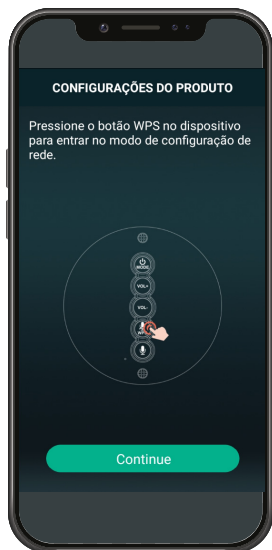 CONFIGURAÇÕES DO PRODUTO
Pressione o botão WPS no dispositivo
para entrar no modo de configuração de
rede.
MODE
VOL+
VOL-
Continue